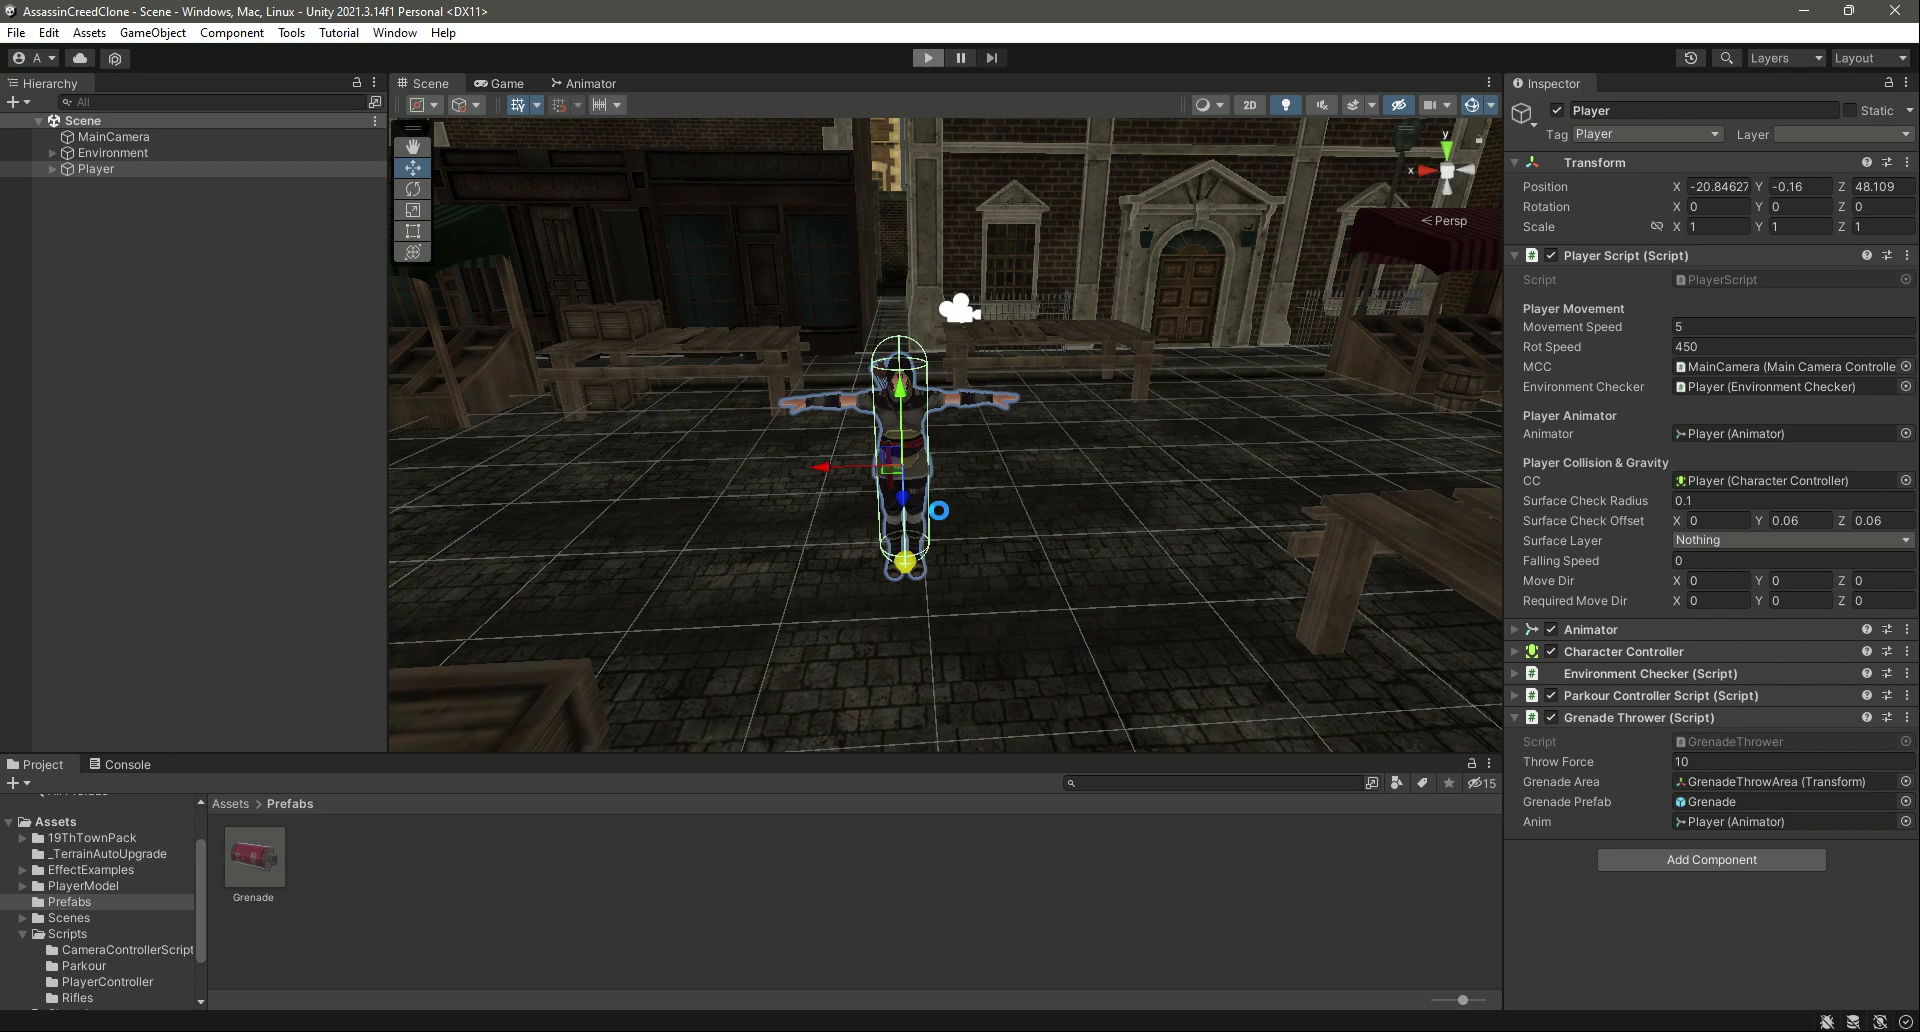 AssassinCreedClone - Scene - Windows, Mac, Linux - Unity 2021.3.14f1 Personal <DX11>
File Edit Assets GameObject Component Tools Tutorial Window Help
A
Layers
Layout
Hierarchy
All
Scene
MainCamera
Environment
Player
Scene
Game
Animator
2D
y
x
Persp
Inspector
Player
Static
Tag Player
Layer
Transform
Position X -20.84627 Y -0.16 Z 48.109
Rotation X 0 Y 0 Z 0
Scale X 1 Y 1 Z 1
Player Script (Script)
Script PlayerScript
Player Movement
Movement Speed 5
Rot Speed 450
MCC MainCamera (Main Camera Controlle
Environment Checker Player (Environment Checker)
Player Animator
Animator Player (Animator)
Player Collision & Gravity
CC Player (Character Controller)
Surface Check Radius 0.1
Surface Check Offset X 0 Y 0.06 Z 0.06
Surface Layer Nothing
Falling Speed 0
Move Dir X 0 Y 0 Z 0
Required Move Dir X 0 Y 0 Z 0
Animator
Character Controller
Environment Checker (Script)
Parkour Controller Script (Script)
Grenade Thrower (Script)
Script GrenadeThrower
Throw Force 10
Grenade Area GrenadeThrowArea (Transform)
Grenade Prefab Grenade
Anim Player (Animator)
Add Component
Project
Console
15
Assets
19ThTownPack
_TerrainAutoUpgrade
EffectExamples
PlayerModel
Prefabs
Scenes
Scripts
CameraControllerScript
Parkour
PlayerController
Rifles
Assets > Prefabs
Grenade